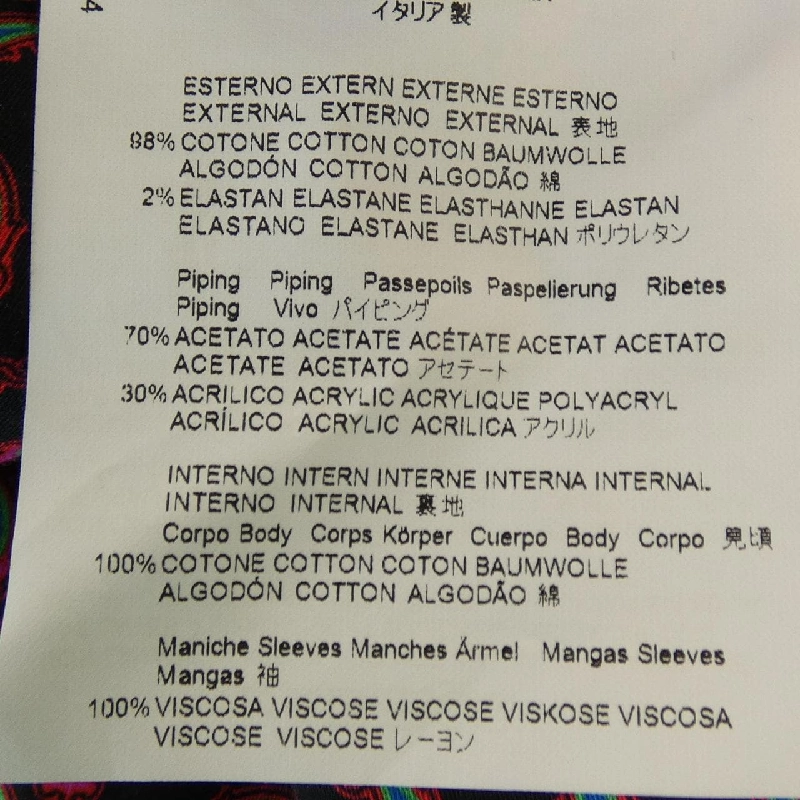 4
イタリア製
ESTERNO EXTERN EXTERNE ESTERNO
EXTERNAL EXTERNO EXTERNAL 表地
98% COTONE COTTON COTON BAUMWOLLE
ALGODÓN COTTON ALGODÃO 綿
2% ELASTAN ELASTANE ELASTHANNE ELASTAN
ELASTANO ELASTANE ELASTHAN ポリウレタン
Piping Piping Passepoils Paspelierung Ribetes
Piping Vivo パイピング
70% ACETATO ACETATE ACÉTATE ACETAT ACETATO
ACETATE ACETATO アセテート
30% ACRILICO ACRYLIC ACRYLIQUE POLYACRYL
ACRÍLICO ACRYLIC ACRILICA アクリル
INTERNO INTERN INTERNE INTERNA INTERNAL
INTERNO INTERNAL 裏地
Corpo Body Corps Körper Cuerpo Body Corpo 見頃
100% COTONE COTTON COTON BAUMWOLLE
ALGODÓN COTTON ALGODÃO 綿
Maniche Sleeves Manches Ärmel Mangas Sleeves
Mangas 袖
100% VISCOSA VISCOSE VISCOSE VISKOSE VISCOSA
VISCOSE VISCOSE レーヨン